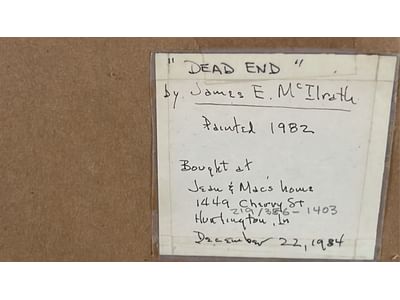 "DEAD END"
by James E. McIlrath
Painted 1982
Bought at
Jean & Mac's home
1449 Cherry St
219/356-1403
Huntington, In
December 22, 1984